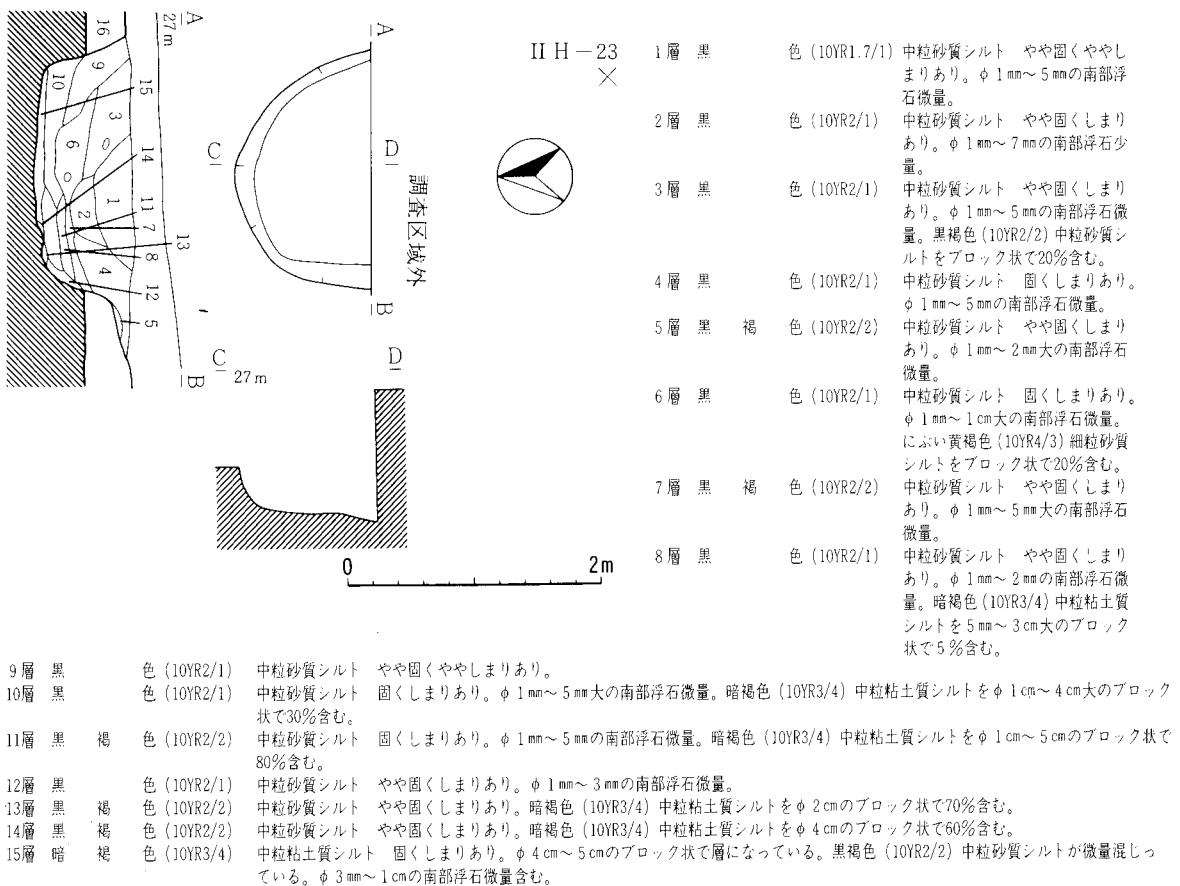 A
27m
16
9
10
15
3
6
14
1
2
11
7
13
8
4
12
5
B
A
C
D
調査区域外
B
II H-23
×
C
27m
D
0 2m
1層 黒 色 (10YR1.7/1) 中粒砂質シルト やや固くややし
まりあり。φ1mm～5mmの南部浮
石微量。
2層 黒 色 (10YR2/1) 中粒砂質シルト やや固くしまり
あり。φ1mm～7mmの南部浮石少
量。
3層 黒 色 (10YR2/1) 中粒砂質シルト やや固くしまり
あり。φ1mm～5mmの南部浮石微
量。黒褐色(10YR2/2)中粒砂質シ
ルトをブロック状で20%含む。
4層 黒 色 (10YR2/1) 中粒砂質シルト 固くしまりあり。
φ1mm～5mmの南部浮石微量。
5層 黒褐色 (10YR2/2) 中粒砂質シルト やや固くしまり
あり。φ1mm～2mm大の南部浮石
微量。
6層 黒 色 (10YR2/1) 中粒砂質シルト 固くしまりあり。
φ1mm～1cm大の南部浮石微量。
にぶい黄褐色(10YR4/3)細粒砂質
シルトをブロック状で20%含む。
7層 黒褐色 (10YR2/2) 中粒砂質シルト やや固くしまり
あり。φ1mm～5mm大の南部浮石
微量。
8層 黒 色 (10YR2/1) 中粒砂質シルト やや固くしまり
あり。φ1mm～2mmの南部浮石微
量。暗褐色(10YR3/4)中粒粘土質
シルトを5mm～3cm大のブロック
状で5%含む。
9層 黒 色 (10YR2/1) 中粒砂質シルト やや固くややしまりあり。
10層 黒 色 (10YR2/1) 中粒砂質シルト 固くしまりあり。φ1mm～5mm大の南部浮石微量。暗褐色(10YR3/4)中粒粘土質シルトをφ1cm～4cm大のブロック
状で30%含む。
11層 黒褐色 (10YR2/2) 中粒砂質シルト 固くしまりあり。φ1mm～5mmの南部浮石微量。暗褐色(10YR3/4)中粒粘土質シルトをφ1cm～5cmのブロック状で
80%含む。
12層 黒 色 (10YR2/1) 中粒砂質シルト やや固くしまりあり。φ1mm～3mmの南部浮石微量。
13層 黒褐色 (10YR2/2) 中粒砂質シルト やや固くしまりあり。暗褐色(10YR3/4)中粒粘土質シルトをφ2cmのブロック状で70%含む。
14層 黒褐色 (10YR2/2) 中粒砂質シルト やや固くしまりあり。暗褐色(10YR3/4)中粒粘土質シルトをφ4cmのブロック状で60%含む。
15層 暗褐色 (10YR3/4) 中粒粘土質シルト 固くしまりあり。φ4cm～5cmのブロック状で層になっている。黒褐色(10YR2/2)中粒砂質シルトが微量混じっ
ている。φ3mm～1cmの南部浮石微量含む。